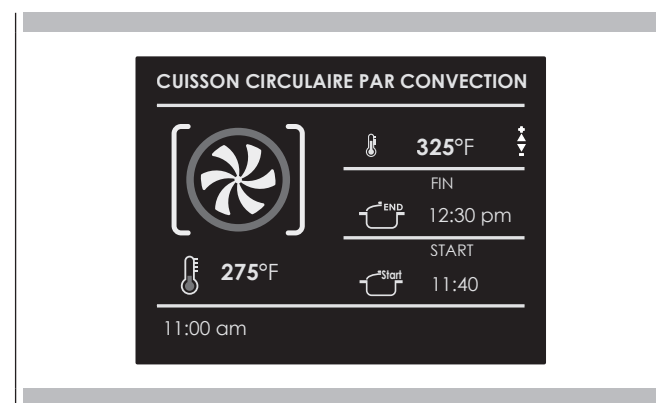 CUISSON CIRCULAIRE PAR CONVECTION
325°F
FIN
END
12:30 pm
START
Start
11:40
275°F
11:00 am